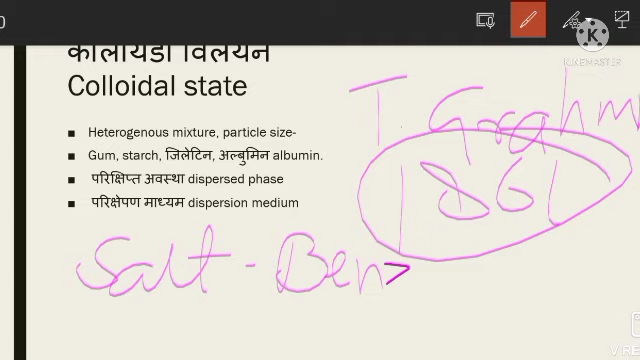 कोलायडी विलयन
Colloidal state
T. Grahm
▪ Heterogenous mixture, particle size-
▪ Gum, starch, जिलेटिन, अल्बुमिन albumin.
1861
▪ परिक्षिप्त अवस्था dispersed phase
▪ परिक्षेपण माध्यम dispersion medium
Salt - Ben
KINEMASTER